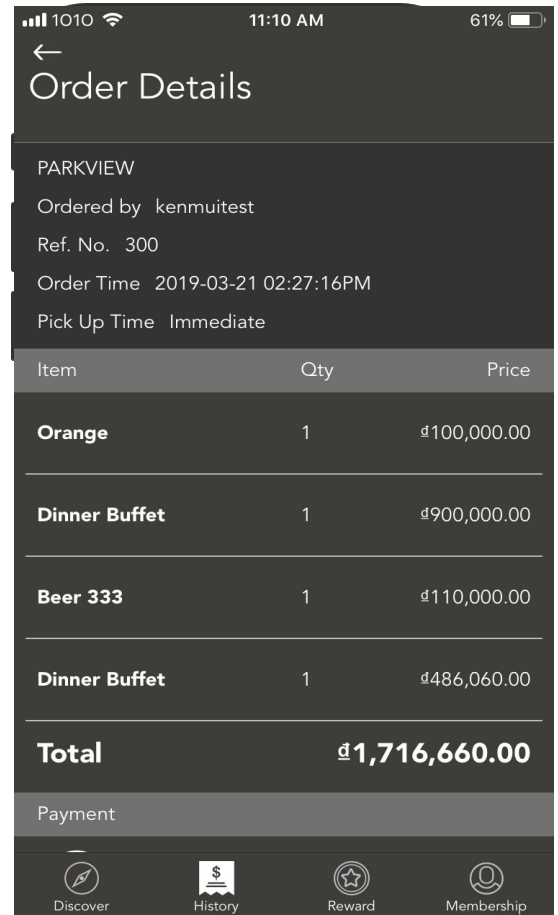 1010 11:10 AM 61%
Order Details
PARKVIEW
Ordered by kenmuitest
Ref. No. 300
Order Time 2019-03-21 02:27:16PM
Pick Up Time Immediate
Item Qty Price
Orange 1 ₫100,000.00
Dinner Buffet 1 ₫900,000.00
Beer 333 1 ₫110,000.00
Dinner Buffet 1 ₫486,060.00
Total ₫1,716,660.00
Payment
$
Discover History Reward Membership